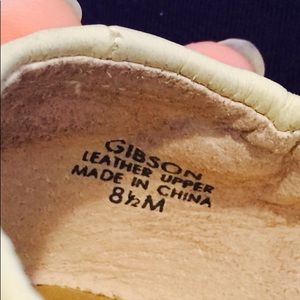 GIBSON
LEATHER UPPER
MADE IN CHINA
8½M